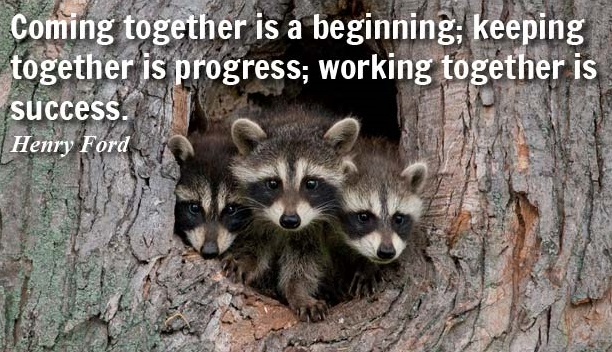 Coming together is a beginning; keeping
together is progress; working together is
success.
Henry Ford